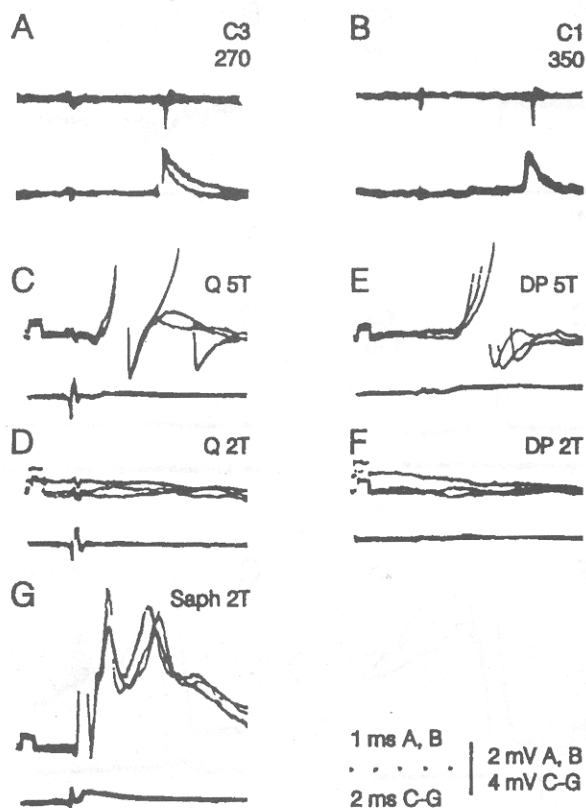 A
C3
270
B
C1
350
C
Q 5T
E
DP 5T
D
Q 2T
F
DP 2T
G
Saph 2T
1 ms A, B
2 ms C-G
2 mV A, B
4 mV C-G